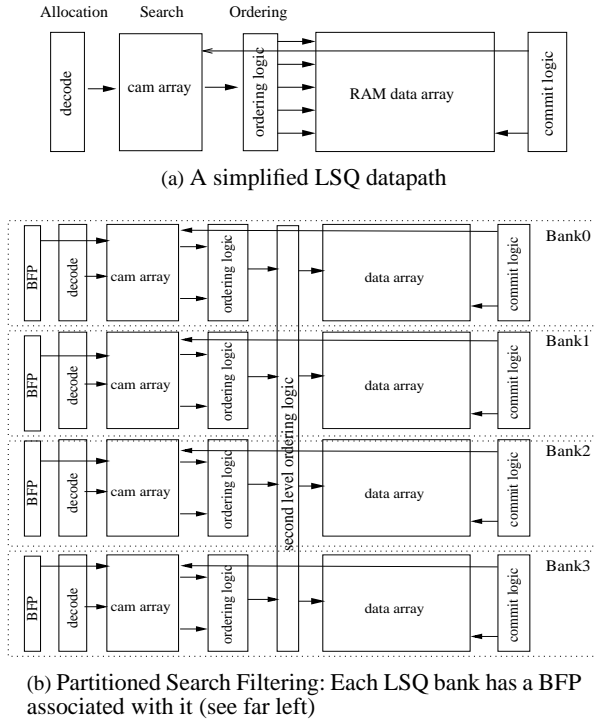 Allocation Search Ordering
decode
cam array
ordering logic
RAM data array
commit logic
(a) A simplified LSQ datapath
Bank0
BFP
decode
cam array
ordering logic
second level ordering logic
data array
commit logic
Bank1
BFP
decode
cam array
ordering logic
data array
commit logic
Bank2
BFP
decode
cam array
ordering logic
data array
commit logic
Bank3
BFP
decode
cam array
ordering logic
data array
commit logic
(b) Partitioned Search Filtering: Each LSQ bank has a BFP
associated with it (see far left)